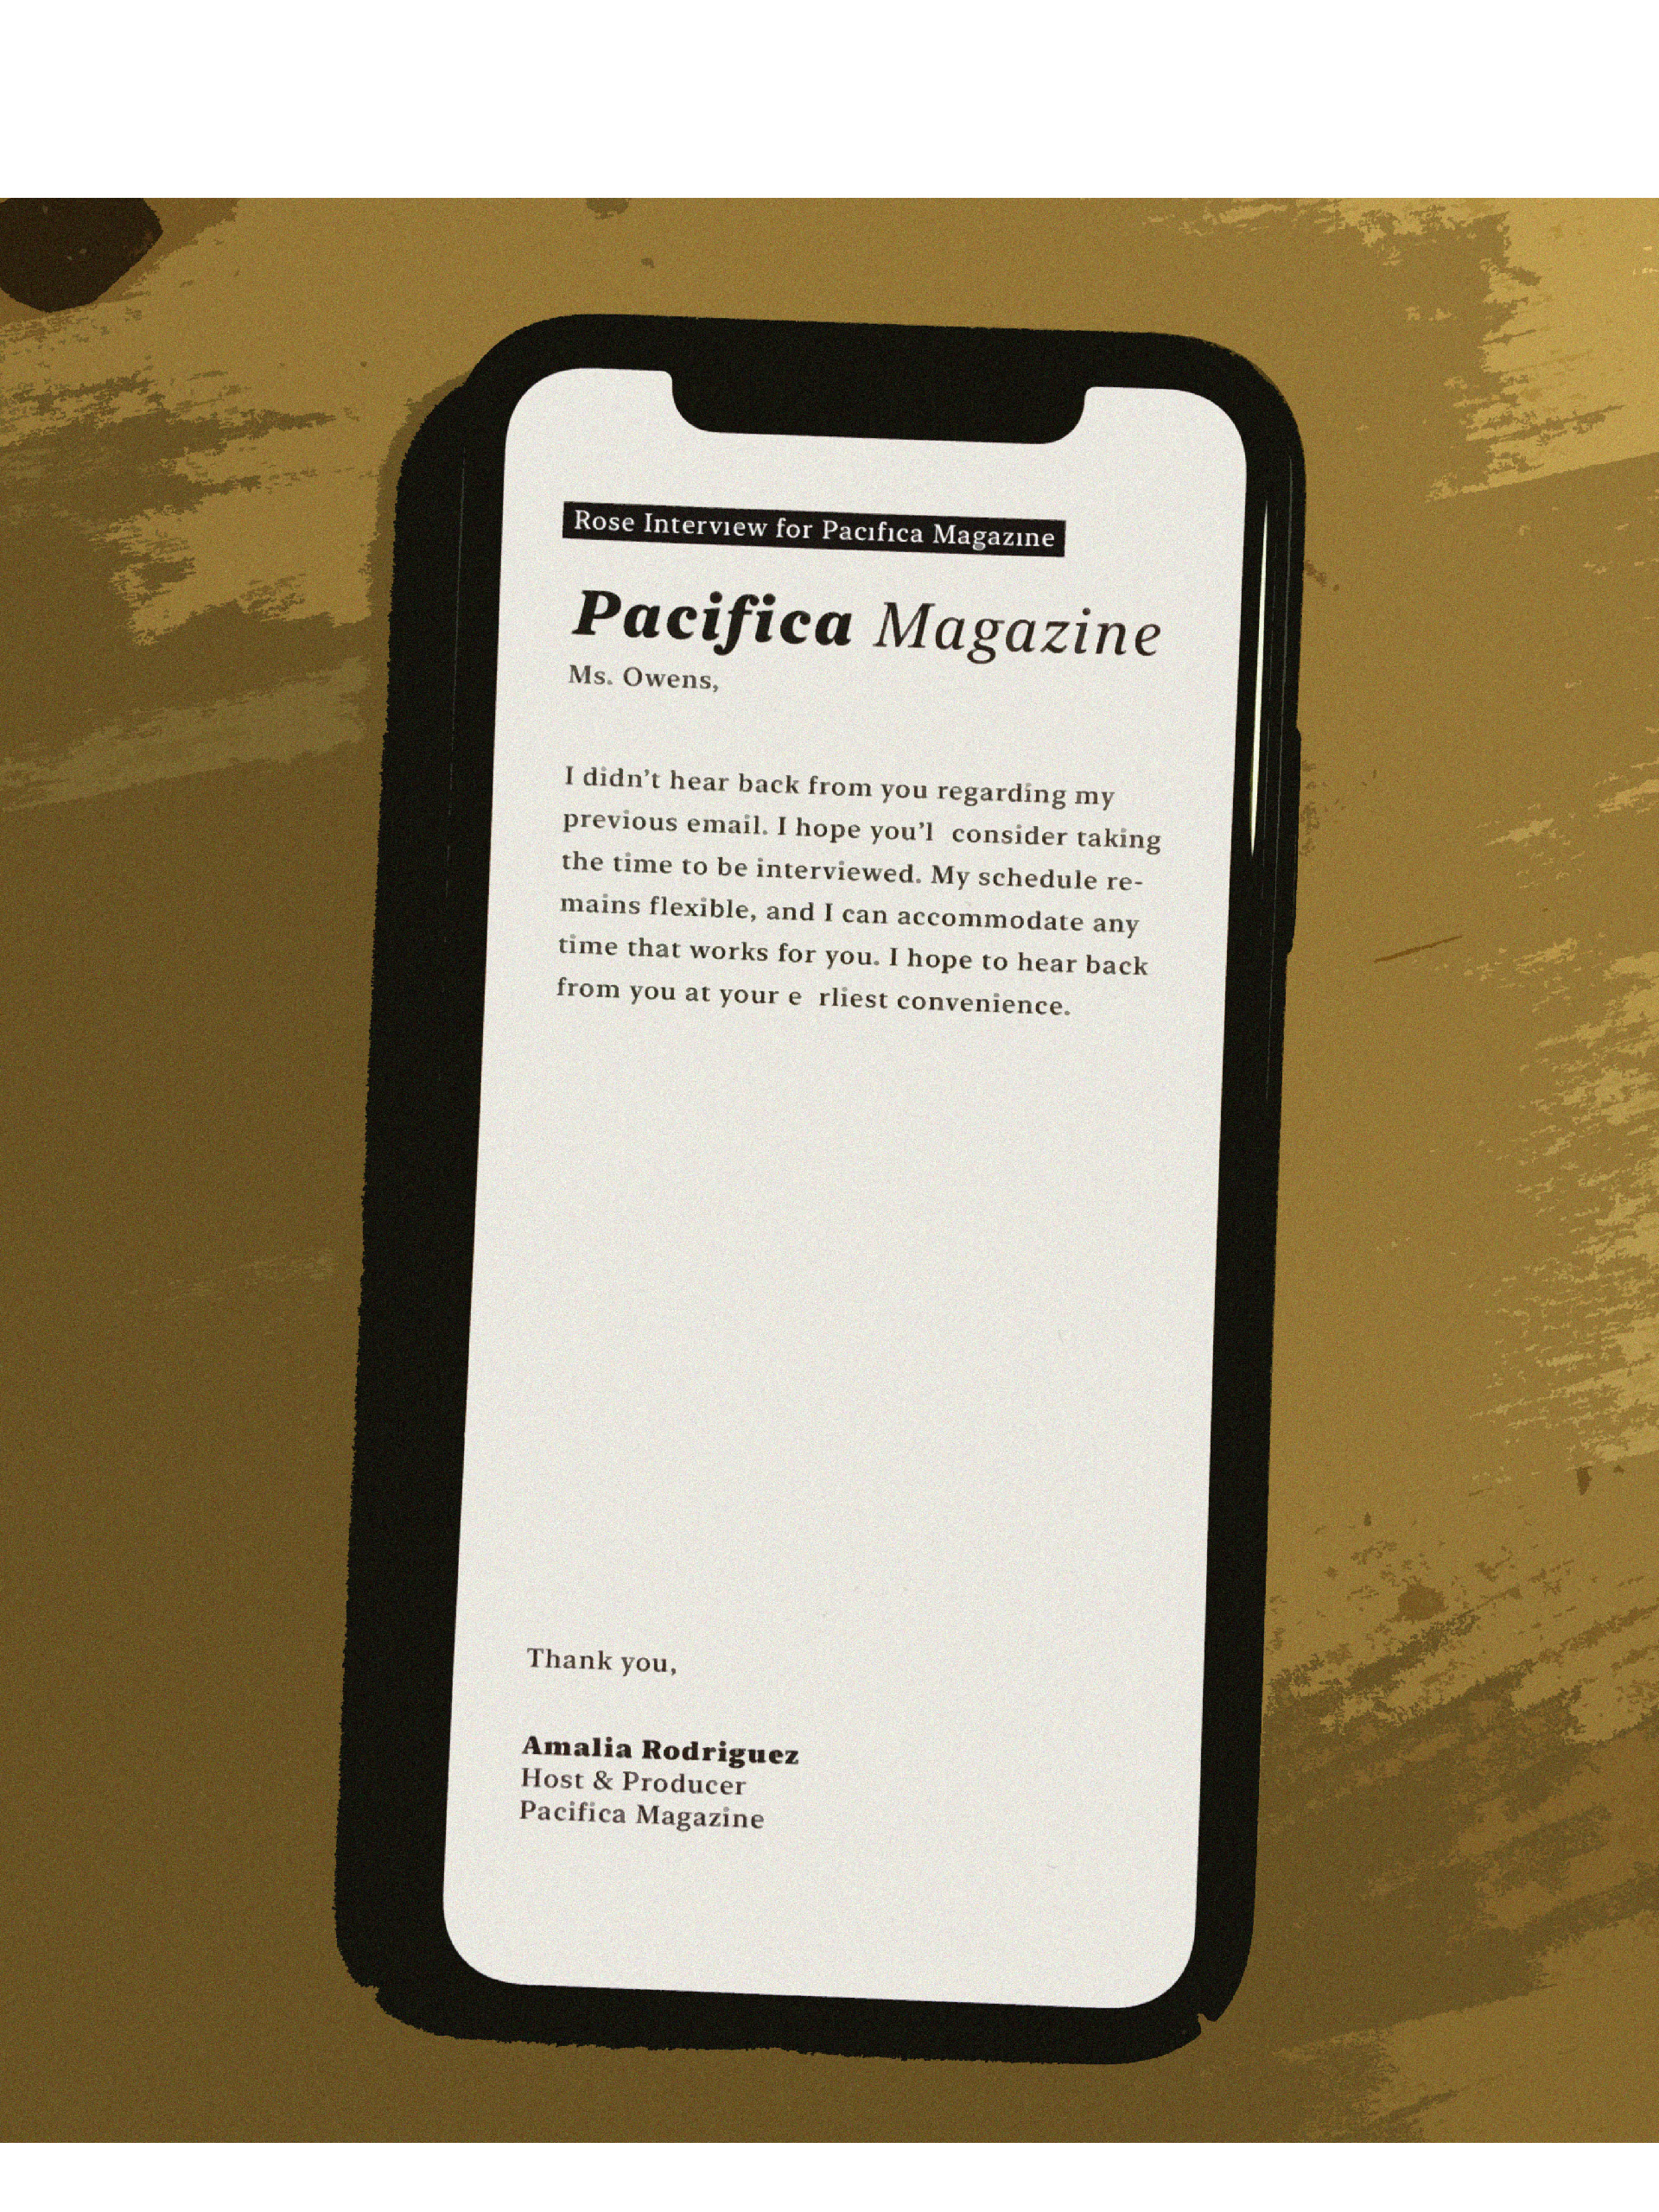 Rose Interview for Pacifica Magazine
Pacifica Magazine
Ms. Owens,
I didn't hear back from you regarding my
previous email. I hope you'l  consider taking
the time to be interviewed. My schedule re-
mains flexible, and I can accommodate any
time that works for you. I hope to hear back
from you at your e  rliest convenience.
Thank you,
Amalia Rodriguez
Host & Producer
Pacifica Magazine